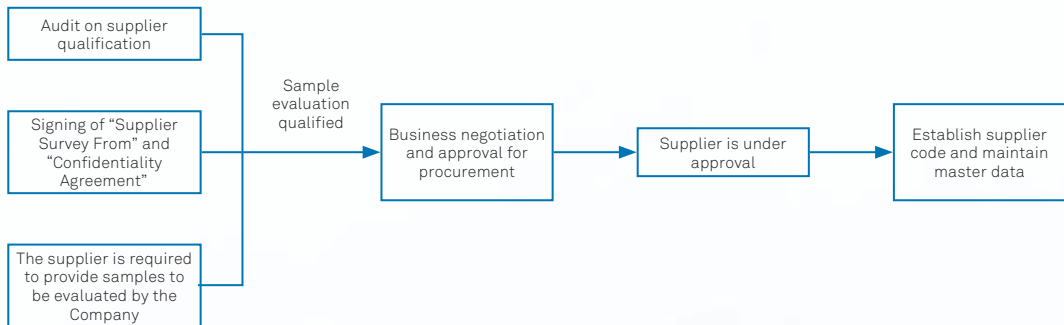 Audit on supplier
qualification
Signing of “Supplier
Survey From” and
“Confidentiality
Agreement”
The supplier is required
to provide samples to
be evaluated by the
Company
Sample
evaluation
qualified
Business negotiation
and approval for
procurement
Supplier is under
approval
Establish supplier
code and maintain
master data